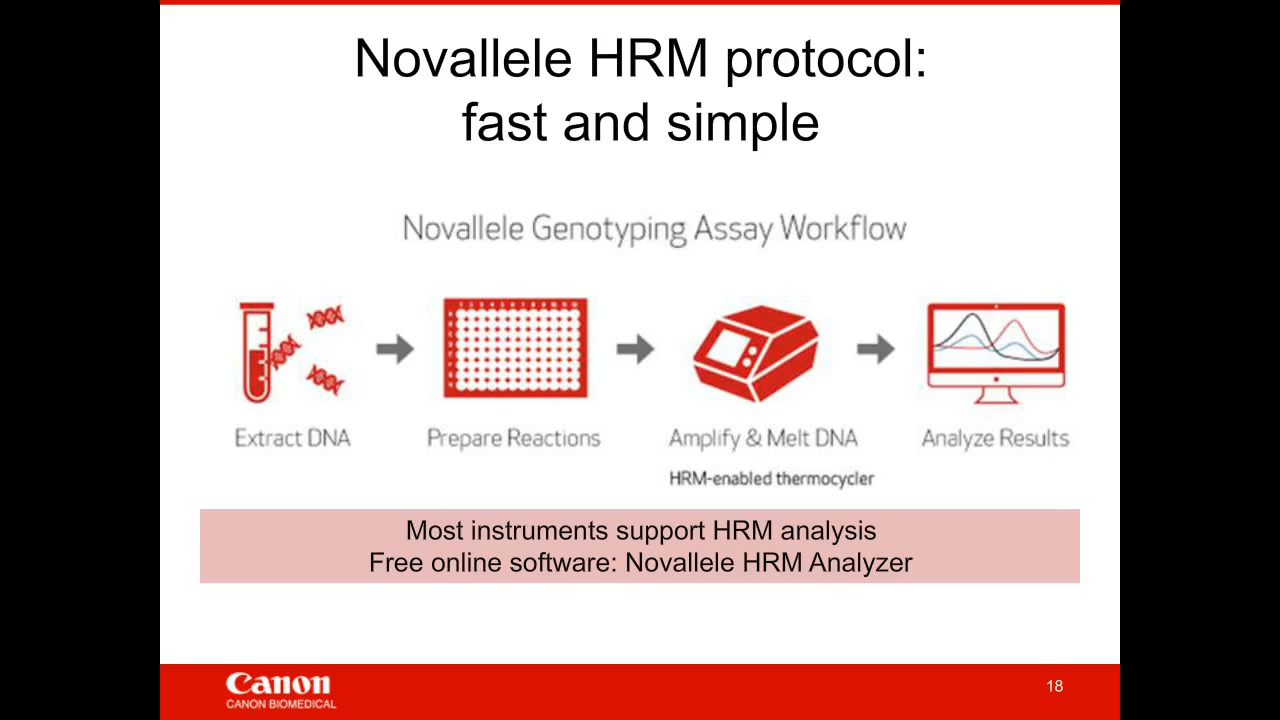 Novallele HRM protocol:
fast and simple
Novallele Genotyping Assay Workflow
Extract DNA
Prepare Reactions
Amplify & Melt DNA
HRM-enabled thermocycler
Analyze Results
Most instruments support HRM analysis
Free online software: Novallele HRM Analyzer
Canon
CANON BIOMEDICAL
18